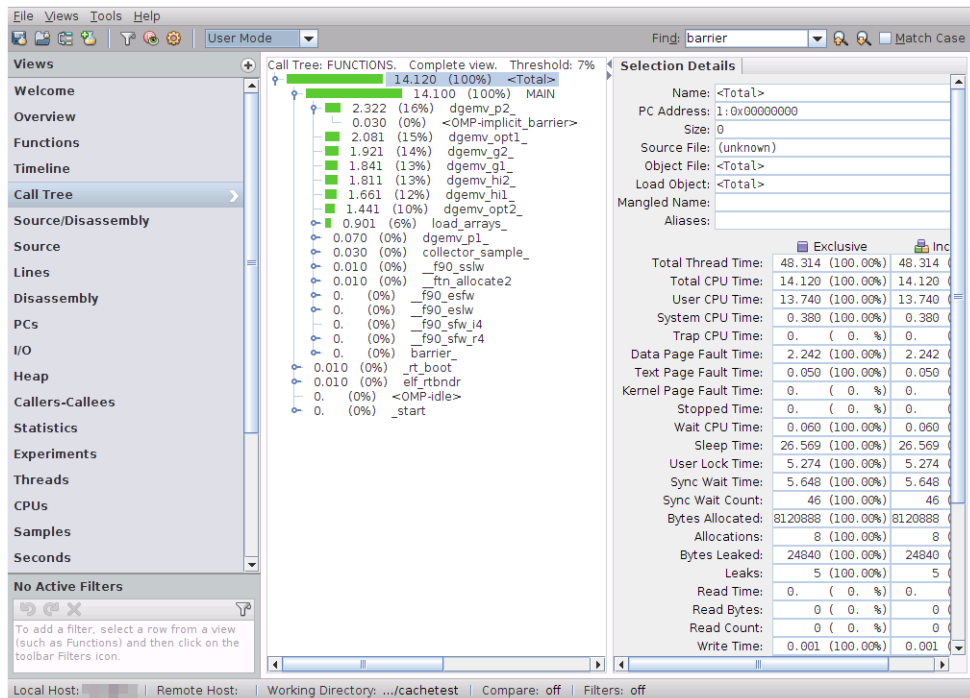 File Views Tools Help
User Mode Find: barrier Match Case
Views
Welcome
Overview
Functions
Timeline
Call Tree
Source/Disassembly
Source
Lines
Disassembly
PCs
I/O
Heap
Callers-Callees
Statistics
Experiments
Threads
CPUs
Samples
Seconds
No Active Filters
To add a filter, select a row from a view
(such as Functions) and then click on the
toolbar Filters icon.
Call Tree: FUNCTIONS. Complete view. Threshold: 7%
14.120 (100%) <Total>
14.100 (100%) MAIN
2.322 (16%) dgemv_p2_
0.030 (0%) <OMP-implicit_barrier>
2.081 (15%) dgemv_opt1_
1.921 (14%) dgemv_g2_
1.841 (13%) dgemv_g1_
1.811 (13%) dgemv_hi2_
1.661 (12%) dgemv_hi1_
1.441 (10%) dgemv_opt2_
0.901 (6%) load_arrays_
0.070 (0%) dgemv_p1_
0.030 (0%) collector_sample_
0.010 (0%) __f90_sslw
0.010 (0%) __ftn_allocate2
0. (0%) __f90_esfw
0. (0%) __f90_eslw
0. (0%) __f90_sfw_i4
0. (0%) __f90_sfw_r4
0. (0%) barrier_
0.010 (0%) _rt_boot
0.010 (0%) elf_rtbndr
0. (0%) <OMP-idle>
0. (0%) _start
Selection Details
Name: <Total>
PC Address: 1:0x00000000
Size: 0
Source File: (unknown)
Object File: <Total>
Load Object: <Total>
Mangled Name:
Aliases:
Exclusive Inc
Total Thread Time: 48.314 (100.00%) 48.314 (
Total CPU Time: 14.120 (100.00%) 14.120 (
User CPU Time: 13.740 (100.00%) 13.740 (
System CPU Time: 0.380 (100.00%) 0.380 (
Trap CPU Time: 0. ( 0. %) 0. (
Data Page Fault Time: 2.242 (100.00%) 2.242 (
Text Page Fault Time: 0.050 (100.00%) 0.050 (
Kernel Page Fault Time: 0. ( 0. %) 0. (
Stopped Time: 0. ( 0. %) 0. (
Wait CPU Time: 0.060 (100.00%) 0.060 (
Sleep Time: 26.569 (100.00%) 26.569 (
User Lock Time: 5.274 (100.00%) 5.274 (
Sync Wait Time: 5.648 (100.00%) 5.648 (
Sync Wait Count: 46 (100.00%) 46 (
Bytes Allocated: 8120888 (100.00%) 8120888 (
Allocations: 8 (100.00%) 8 (
Bytes Leaked: 24840 (100.00%) 24840 (
Leaks: 5 (100.00%) 5 (
Read Time: 0. ( 0. %) 0. (
Read Bytes: 0 ( 0. %) 0 (
Read Count: 0 ( 0. %) 0 (
Write Time: 0.001 (100.00%) 0.001 (
Local Host: Remote Host: Working Directory: .../cachetest Compare: off Filters: off